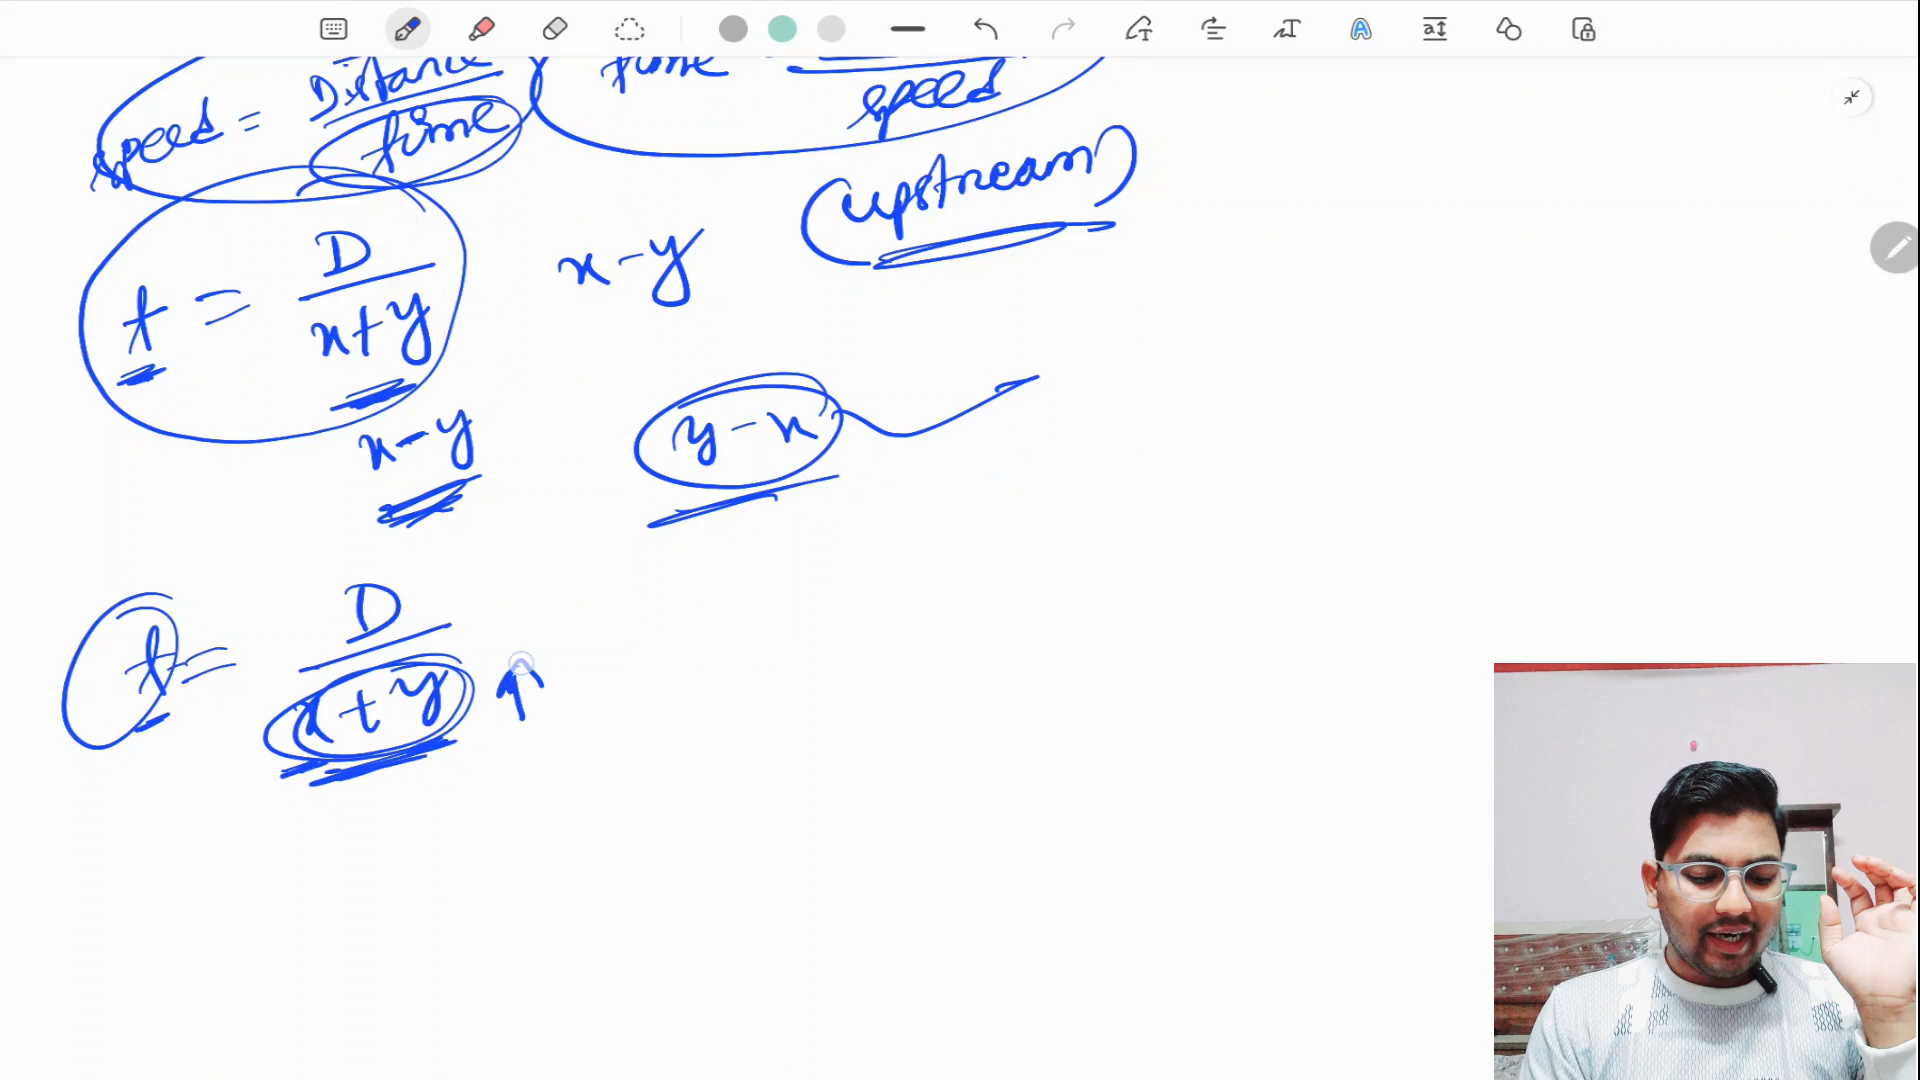 speed = Distance / time
time = / speed
(upstream)
t = D / x+y
x-y
x-y
y-x
t = D / x+y ↑